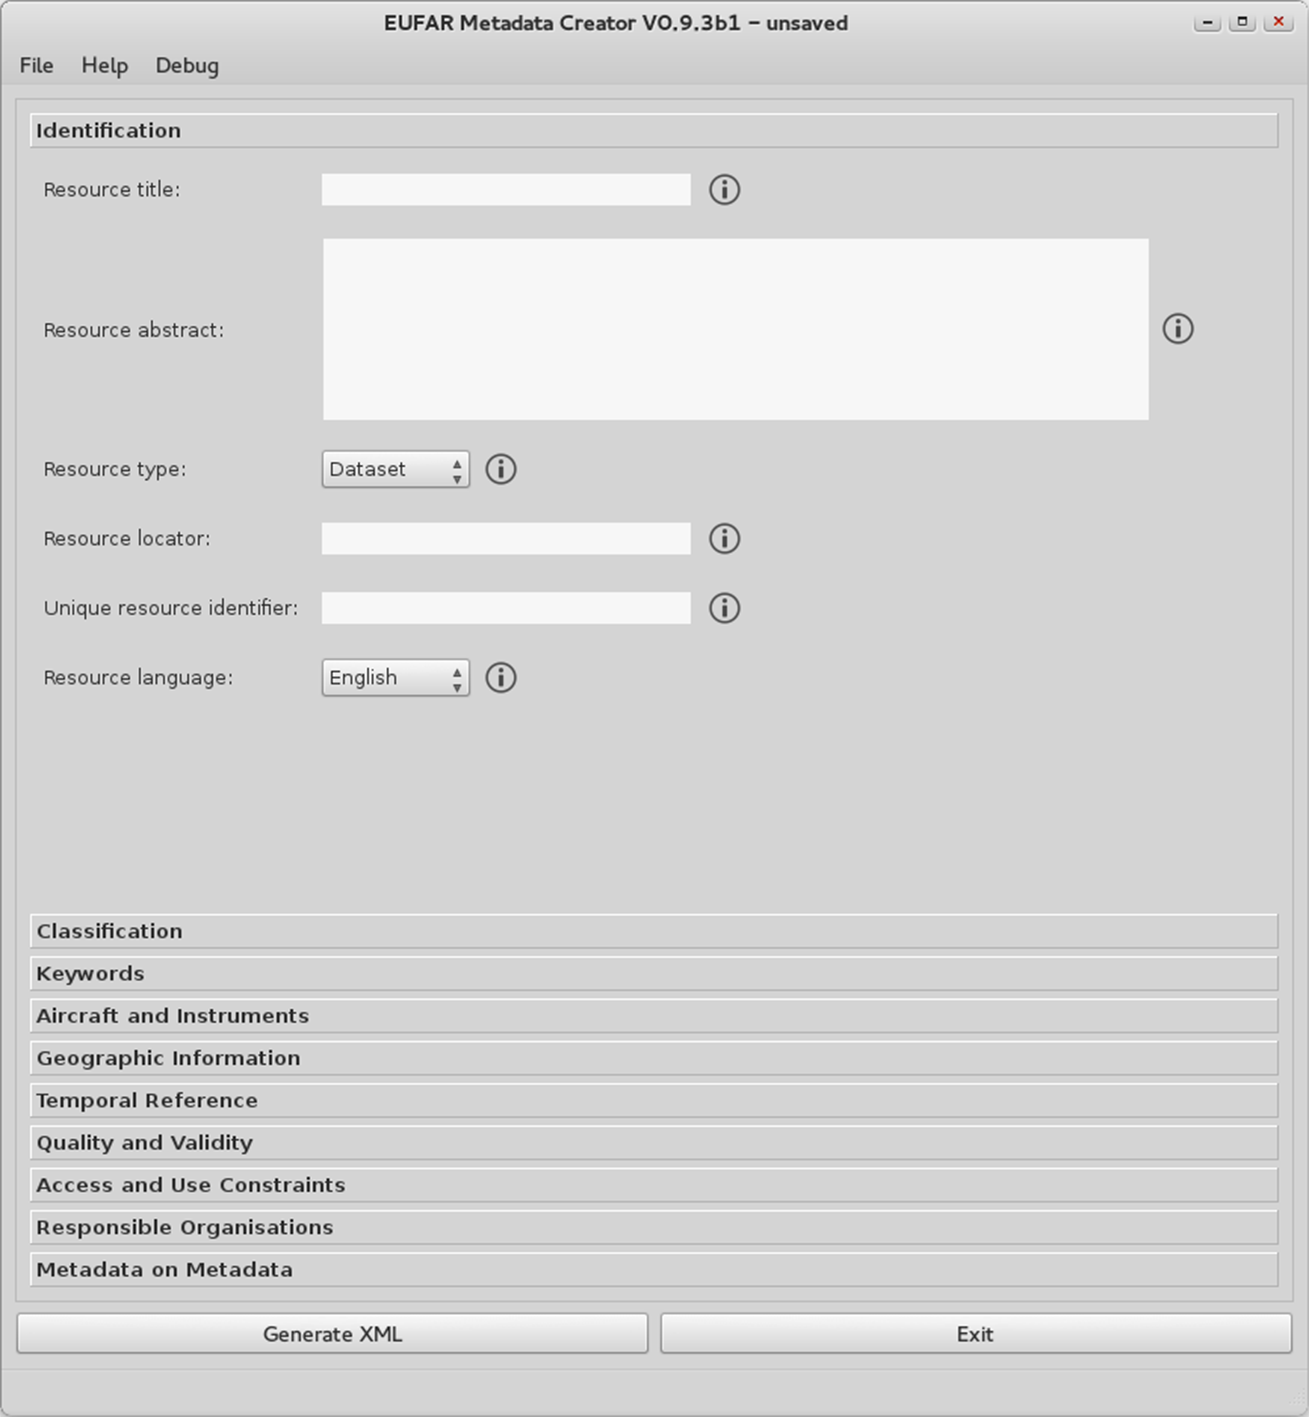 EUFAR Metadata Creator V0.9.3b1 - unsaved
File Help Debug
Identification
Resource title:
Resource abstract:
Resource type: Dataset
Resource locator:
Unique resource identifier:
Resource language: English
Classification
Keywords
Aircraft and Instruments
Geographic Information
Temporal Reference
Quality and Validity
Access and Use Constraints
Responsible Organisations
Metadata on Metadata
Generate XML Exit